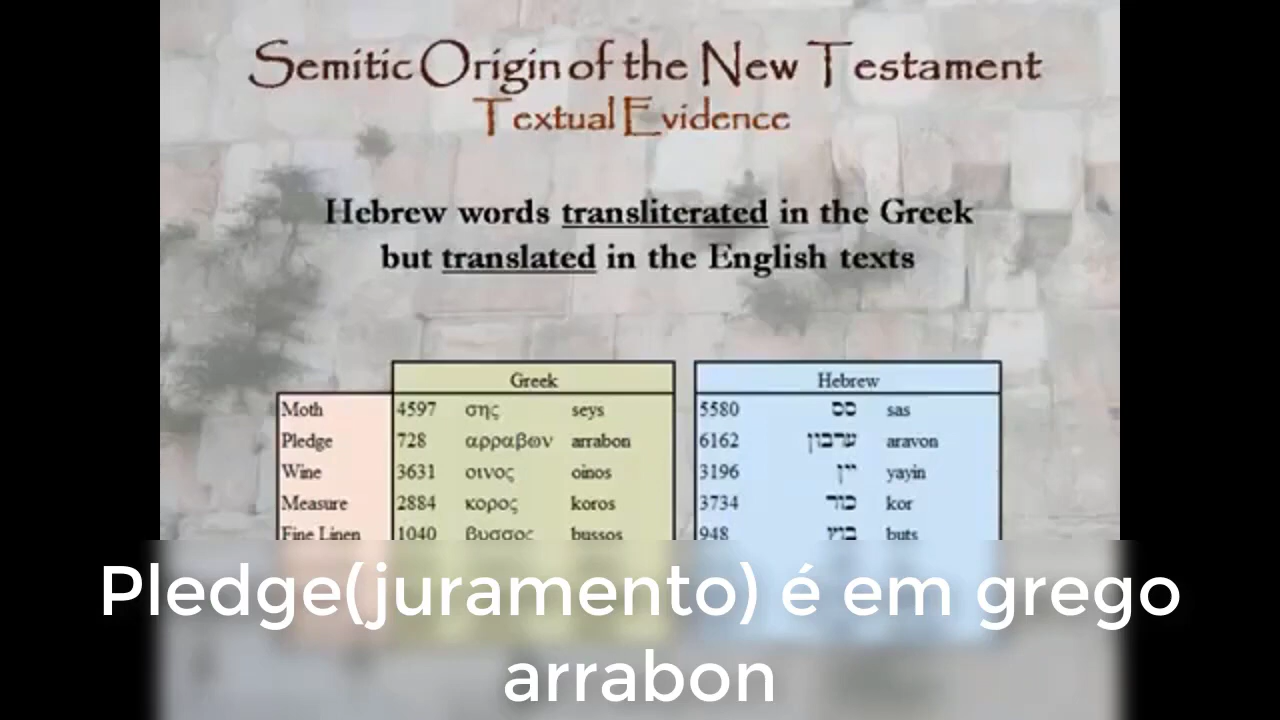 Semitic Origin of the New Testament
Textual Evidence
Hebrew words transliterated in the Greek
but translated in the English texts
Greek Hebrew
Moth 4597 σης seys 5580 סס sas
Pledge 728 αρραβων arrabon 6162 ערבון aravon
Wine 3631 οινος oinos 3196 יין yayin
Measure 2884 κορος koros 3734 כור kor
Fine Linen 1040 βυσσος bussos 948 בוץ buts
Pledge(juramento) é em grego
arrabon